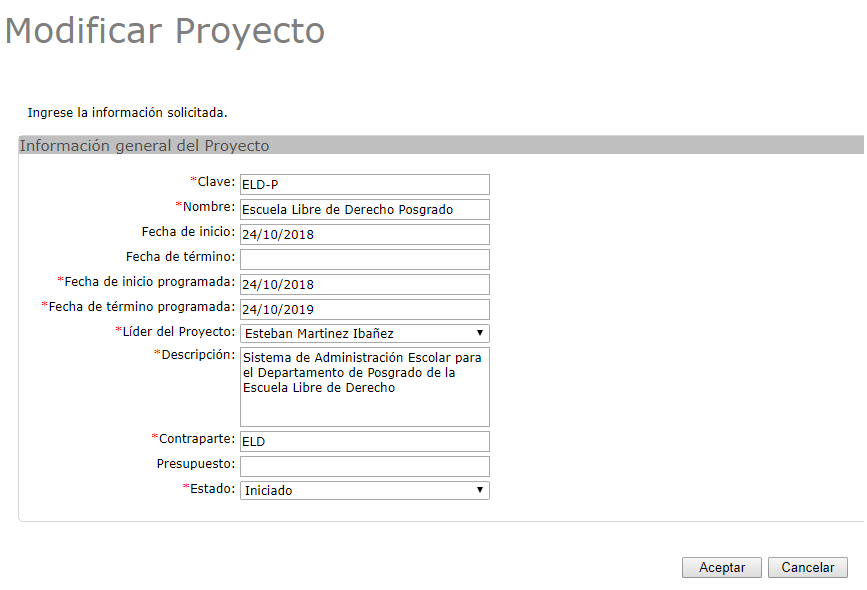 Modificar Proyecto
Ingrese la información solicitada.
Información general del Proyecto
*Clave: ELD-P
*Nombre: Escuela Libre de Derecho Posgrado
Fecha de inicio: 24/10/2018
Fecha de término:
*Fecha de inicio programada: 24/10/2018
*Fecha de término programada: 24/10/2019
*Líder del Proyecto: Esteban Martinez Ibañez
*Descripción: Sistema de Administración Escolar para
el Departamento de Posgrado de la
Escuela Libre de Derecho
*Contraparte: ELD
Presupuesto:
*Estado: Iniciado
Aceptar Cancelar